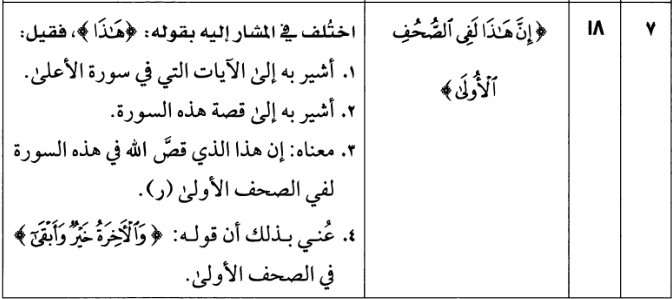 ٧
١٨
﴿إِنَّ هَٰذَا لَفِى ٱلصُّحُفِ
ٱلْأُولَىٰ﴾
اختُلف في المشار إليه بقوله: ﴿هَٰذَا﴾، فقيل:
١. أشير به إلىٰ الآيات التي في سورة الأعلىٰ.
٢. أشير به إلىٰ قصة هذه السورة.
٣. معناه: إن هذا الذي قصَّ الله في هذه السورة
لفي الصحف الأولىٰ (ر).
٤. عُني بذلك أن قوله: ﴿وَٱلْأَخِرَةُ خَيْرٌ وَأَبْقَىٰٓ﴾
في الصحف الأولىٰ.